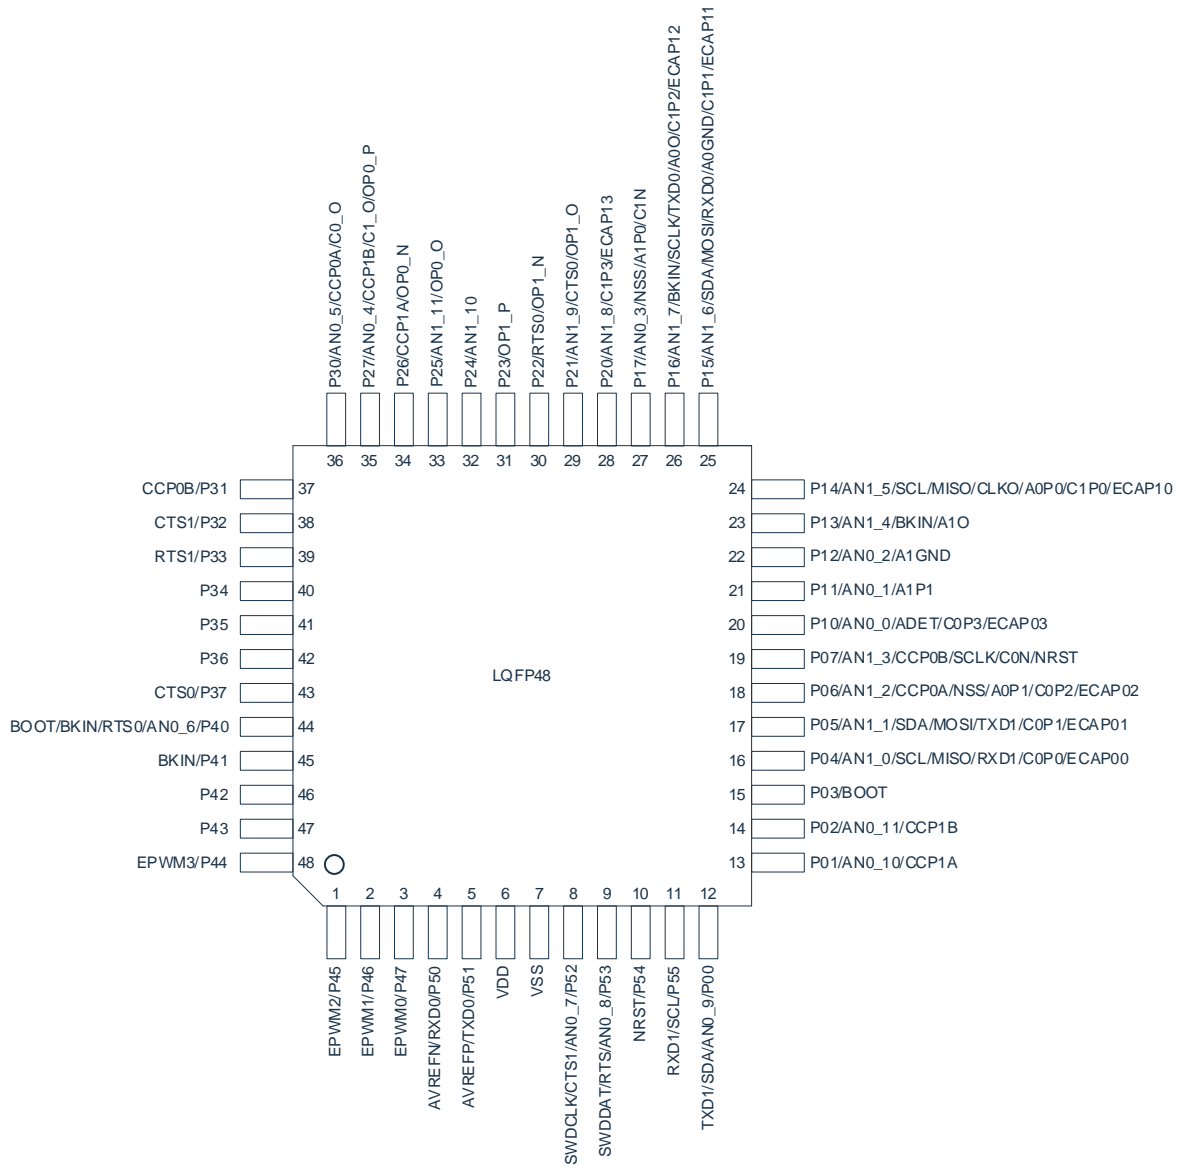 P30/AN0_5/CCP0A/C0_O
P27/AN0_4/CCP1B/C1_O/OP0_P
P26/CCP1A/OP0_N
P25/AN1_11/OP0_O
P24/AN1_10
P23/OP1_P
P22/RTS0/OP1_N
P21/AN1_9/CTS0/OP1_O
P20/AN1_8/C1P3/ECAP13
P17/AN0_3/NSS/A1P0/C1N
P16/AN1_7/BKIN/SCLK/TXD0/A0O/C1P2/ECAP12
P15/AN1_6/SDA/MOSI/RXD0/A0GND/C1P1/ECAP11
36 35 34 33 32 31 30 29 28 27 26 25
CCP0B/P31 37
CTS1/P32 38
RTS1/P33 39
P34 40
P35 41
P36 42
CTS0/P37 43
BOOT/BKIN/RTS0/AN0_6/P40 44
BKIN/P41 45
P42 46
P43 47
EPWM3/P44 48
LQFP48
24 P14/AN1_5/SCL/MISO/CLKO/A0P0/C1P0/ECAP10
23 P13/AN1_4/BKIN/A1O
22 P12/AN0_2/A1GND
21 P11/AN0_1/A1P1
20 P10/AN0_0/ADET/C0P3/ECAP03
19 P07/AN1_3/CCP0B/SCLK/C0N/NRST
18 P06/AN1_2/CCP0A/NSS/A0P1/C0P2/ECAP02
17 P05/AN1_1/SDA/MOSI/TXD1/C0P1/ECAP01
16 P04/AN1_0/SCL/MISO/RXD1/C0P0/ECAP00
15 P03/BOOT
14 P02/AN0_11/CCP1B
13 P01/AN0_10/CCP1A
1 2 3 4 5 6 7 8 9 10 11 12
EPWM2/P45
EPWM1/P46
EPWM0/P47
AVREFN/RXD0/P50
AVREFP/TXD0/P51
VDD
VSS
SWDCLK/CTS1/AN0_7/P52
SWDDAT/RTS/AN0_8/P53
NRST/P54
RXD1/SCL/P55
TXD1/SDA/AN0_9/P00